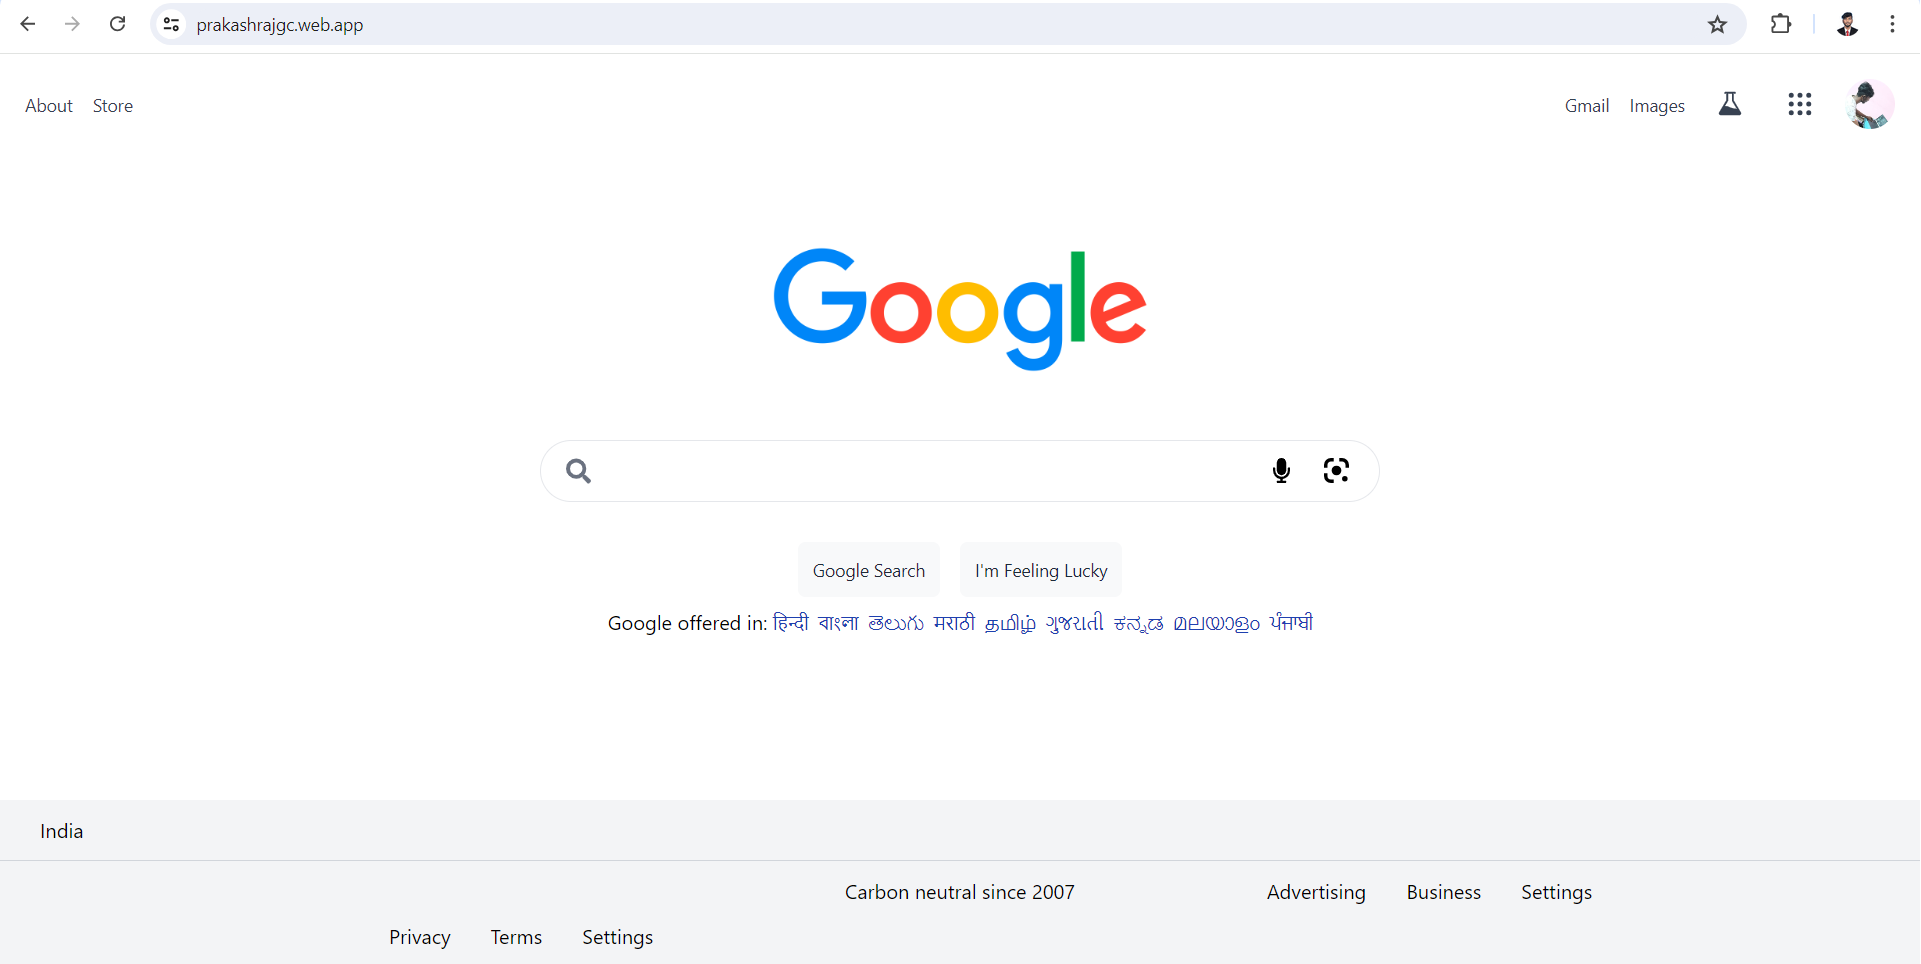 prakashrajgc.web.app
About Store Gmail Images
Google
Google Search I'm Feeling Lucky
Google offered in: हिन्दी বাংলা తెలుగు मराठी தமிழ் ગુજરાતી ಕನ್ನಡ മലയാളം ਪੰਜਾਬੀ
India
Carbon neutral since 2007 Advertising Business Settings
Privacy Terms Settings